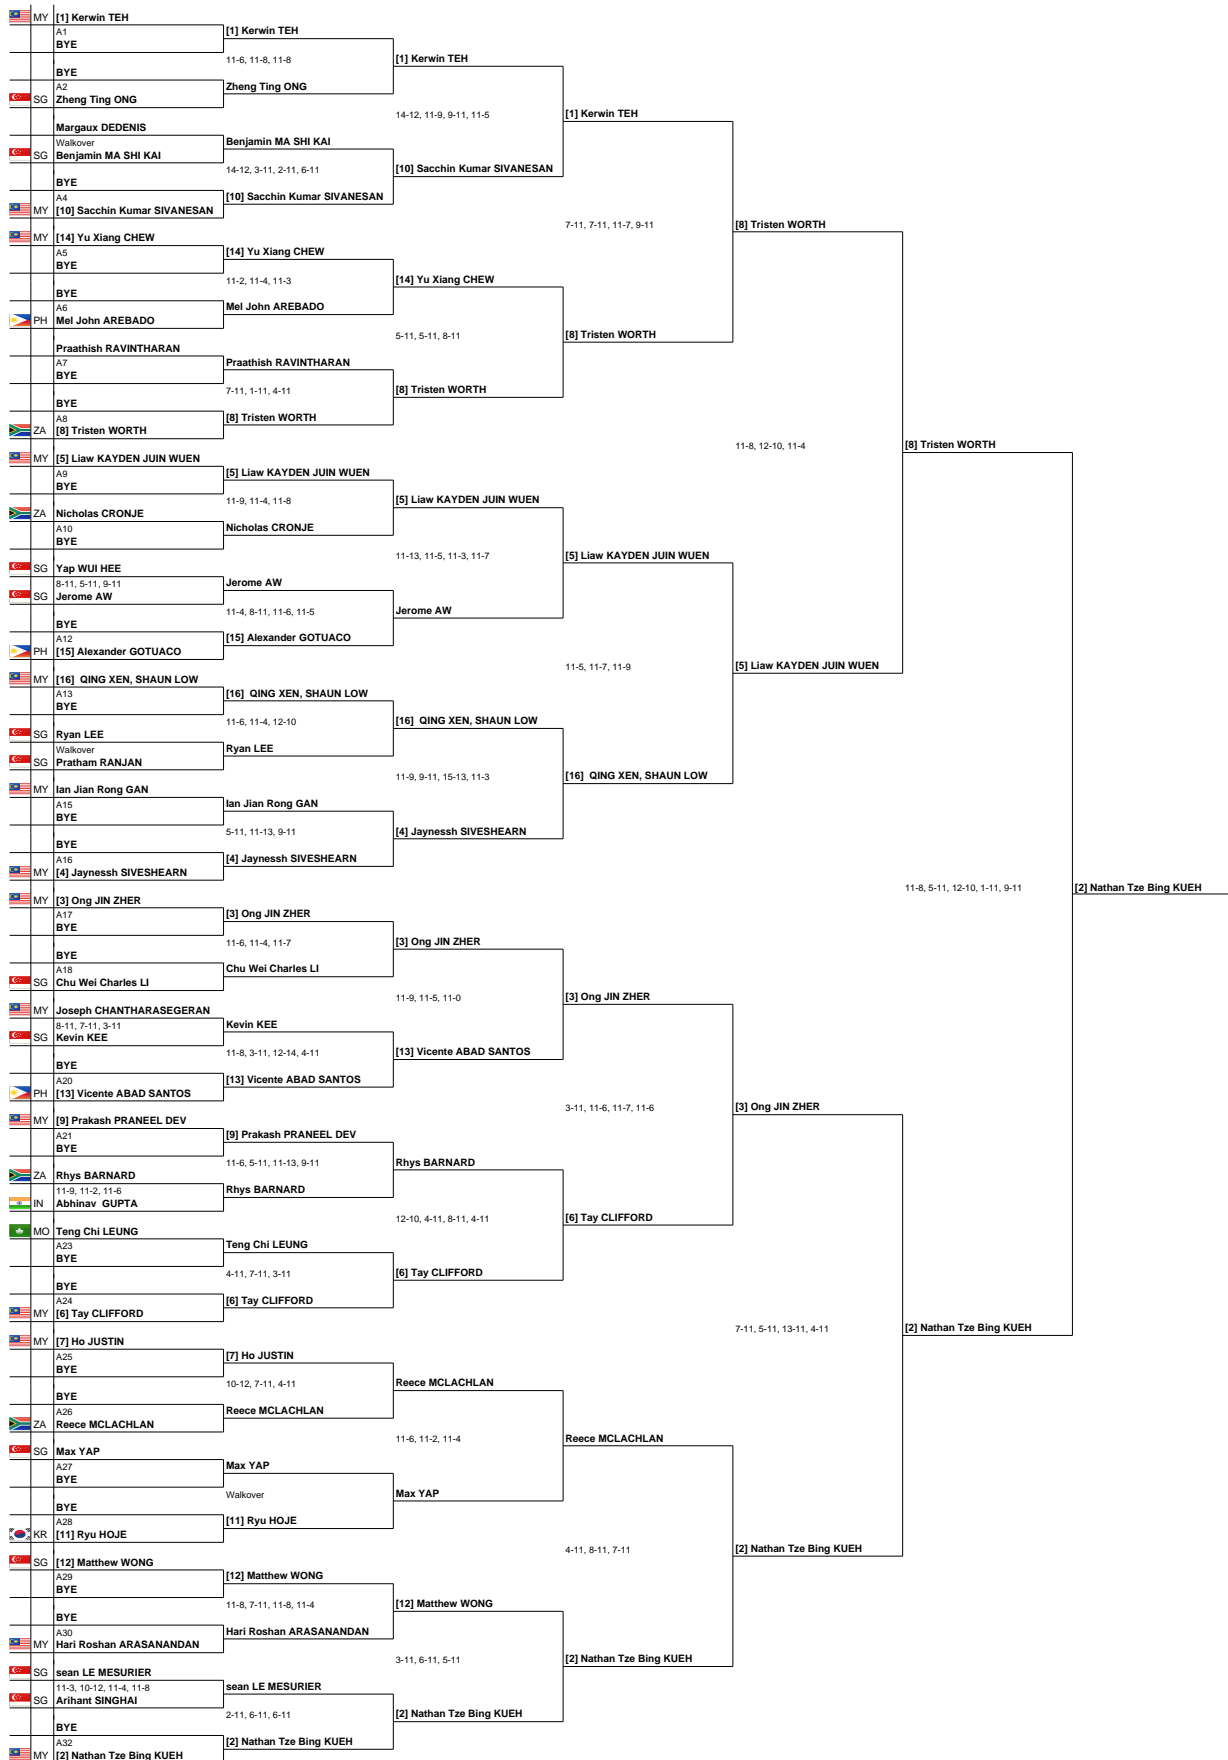 MY [1] Kerwin TEH
A1
BYE
[1] Kerwin TEH
11-6, 11-8, 11-8
[1] Kerwin TEH
BYE
A2
SG Zheng Ting ONG
Zheng Ting ONG
14-12, 11-9, 9-11, 11-5
[1] Kerwin TEH
Margaux DEDENIS
Walkover
SG Benjamin MA SHI KAI
Benjamin MA SHI KAI
14-12, 3-11, 2-11, 6-11
[10] Sacchin Kumar SIVANESAN
BYE
A4
MY [10] Sacchin Kumar SIVANESAN
[10] Sacchin Kumar SIVANESAN
7-11, 7-11, 11-7, 9-11
[8] Tristen WORTH
MY [14] Yu Xiang CHEW
A5
BYE
[14] Yu Xiang CHEW
11-2, 11-4, 11-3
[14] Yu Xiang CHEW
BYE
A6
PH Mel John AREBADO
Mel John AREBADO
5-11, 5-11, 8-11
[8] Tristen WORTH
Praathish RAVINTHARAN
A7
BYE
Praathish RAVINTHARAN
7-11, 1-11, 4-11
[8] Tristen WORTH
BYE
A8
ZA [8] Tristen WORTH
[8] Tristen WORTH
11-8, 12-10, 11-4
[8] Tristen WORTH
MY [5] Liaw KAYDEN JUIN WUEN
A9
BYE
[5] Liaw KAYDEN JUIN WUEN
11-9, 11-4, 11-8
[5] Liaw KAYDEN JUIN WUEN
ZA Nicholas CRONJE
A10
BYE
Nicholas CRONJE
11-13, 11-5, 11-3, 11-7
[5] Liaw KAYDEN JUIN WUEN
SG Yap WUI HEE
8-11, 5-11, 9-11
SG Jerome AW
Jerome AW
11-4, 8-11, 11-6, 11-5
Jerome AW
BYE
A12
PH [15] Alexander GOTUACO
[15] Alexander GOTUACO
11-5, 11-7, 11-9
[5] Liaw KAYDEN JUIN WUEN
MY [16] QING XEN, SHAUN LOW
A13
BYE
[16] QING XEN, SHAUN LOW
11-6, 11-4, 12-10
[16] QING XEN, SHAUN LOW
SG Ryan LEE
Walkover
SG Pratham RANJAN
Ryan LEE
11-9, 9-11, 15-13, 11-3
[16] QING XEN, SHAUN LOW
MY Ian Jian Rong GAN
A15
BYE
Ian Jian Rong GAN
5-11, 11-13, 9-11
[4] Jaynessh SIVESHEARN
BYE
A16
MY [4] Jaynessh SIVESHEARN
[4] Jaynessh SIVESHEARN
11-8, 5-11, 12-10, 1-11, 9-11
[2] Nathan Tze Bing KUEH
MY [3] Ong JIN ZHER
A17
BYE
[3] Ong JIN ZHER
11-6, 11-4, 11-7
[3] Ong JIN ZHER
BYE
A18
SG Chu Wei Charles LI
Chu Wei Charles LI
11-9, 11-5, 11-0
[3] Ong JIN ZHER
MY Joseph CHANTHARASEGERAN
8-11, 7-11, 3-11
SG Kevin KEE
Kevin KEE
11-8, 3-11, 12-14, 4-11
[13] Vicente ABAD SANTOS
BYE
A20
PH [13] Vicente ABAD SANTOS
[13] Vicente ABAD SANTOS
3-11, 11-6, 11-7, 11-6
[3] Ong JIN ZHER
MY [9] Prakash PRANEEL DEV
A21
BYE
[9] Prakash PRANEEL DEV
11-6, 5-11, 11-13, 9-11
Rhys BARNARD
ZA Rhys BARNARD
11-9, 11-2, 11-6
IN Abhinav GUPTA
Rhys BARNARD
12-10, 4-11, 8-11, 4-11
[6] Tay CLIFFORD
MO Teng Chi LEUNG
A23
BYE
Teng Chi LEUNG
4-11, 7-11, 3-11
[6] Tay CLIFFORD
BYE
A24
MY [6] Tay CLIFFORD
[6] Tay CLIFFORD
7-11, 5-11, 13-11, 4-11
[2] Nathan Tze Bing KUEH
MY [7] Ho JUSTIN
A25
BYE
[7] Ho JUSTIN
10-12, 7-11, 4-11
Reece MCLACHLAN
BYE
A26
ZA Reece MCLACHLAN
Reece MCLACHLAN
11-6, 11-2, 11-4
Reece MCLACHLAN
SG Max YAP
A27
BYE
Max YAP
Walkover
Max YAP
BYE
A28
KR [11] Ryu HOJE
[11] Ryu HOJE
4-11, 8-11, 7-11
[2] Nathan Tze Bing KUEH
SG [12] Matthew WONG
A29
BYE
[12] Matthew WONG
11-8, 7-11, 11-8, 11-4
[12] Matthew WONG
BYE
A30
MY Hari Roshan ARASANANDAN
Hari Roshan ARASANANDAN
3-11, 6-11, 5-11
[2] Nathan Tze Bing KUEH
SG sean LE MESURIER
11-3, 10-12, 11-4, 11-8
SG Arihant SINGHAI
sean LE MESURIER
2-11, 6-11, 6-11
[2] Nathan Tze Bing KUEH
BYE
A32
MY [2] Nathan Tze Bing KUEH
[2] Nathan Tze Bing KUEH